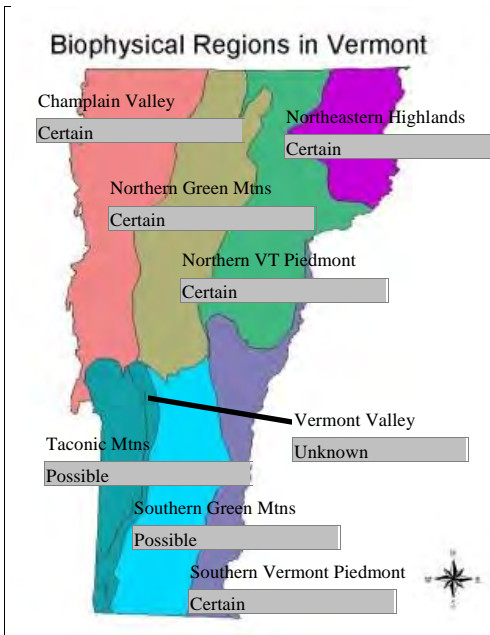 Biophysical Regions in Vermont
Champlain Valley
Certain
Northeastern Highlands
Certain
Northern Green Mtns
Certain
Northern VT Piedmont
Certain
Vermont Valley
Unknown
Taconic Mtns
Possible
Southern Green Mtns
Possible
Southern Vermont Piedmont
Certain